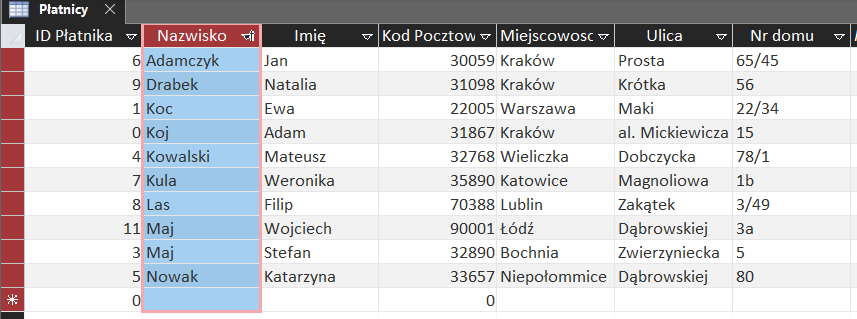 Płatnicy
ID Płatnika Nazwisko Imię Kod Pocztow Miejscowosc Ulica Nr domu
6 Adamczyk Jan 30059 Kraków Prosta 65/45
9 Drabek Natalia 31098 Kraków Krótka 56
1 Koc Ewa 22005 Warszawa Maki 22/34
0 Koj Adam 31867 Kraków al. Mickiewicza 15
4 Kowalski Mateusz 32768 Wieliczka Dobczycka 78/1
7 Kula Weronika 35890 Katowice Magnoliowa 1b
8 Las Filip 70388 Lublin Zakątek 3/49
11 Maj Wojciech 90001 Łódź Dąbrowskiej 3a
3 Maj Stefan 32890 Bochnia Zwierzyniecka 5
5 Nowak Katarzyna 33657 Niepołommice Dąbrowskiej 80
0 0